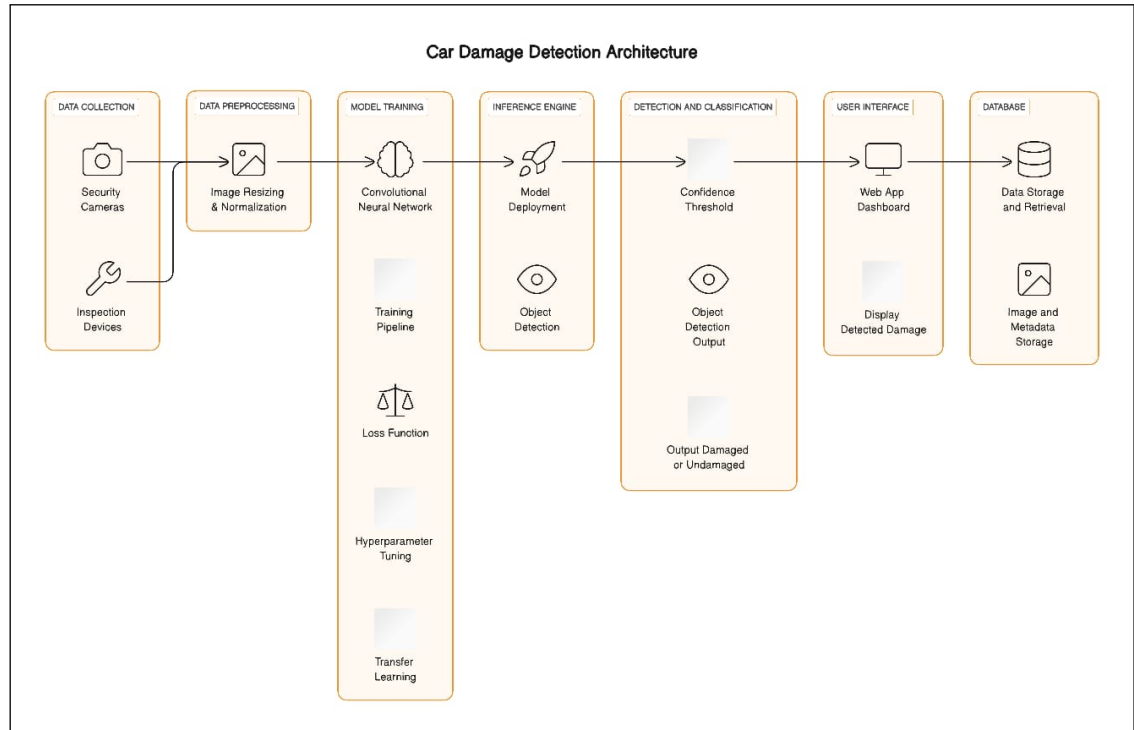 Car Damage Detection Architecture
DATA COLLECTION
Security
Cameras
Inspection
Devices
DATA PREPROCESSING
Image Resizing
& Normalization
MODEL TRAINING
Convolutional
Neural Network
Training
Pipeline
Loss Function
Hyperparameter
Tuning
Transfer
Learning
INFERENCE ENGINE
Model
Deployment
Object
Detection
DETECTION AND CLASSIFICATION
Confidence
Threshold
Object
Detection
Output
Output Damaged
or Undamaged
USER INTERFACE
Web App
Dashboard
Display
Detected Damage
DATABASE
Data Storage
and Retrieval
Image and
Metadata
Storage